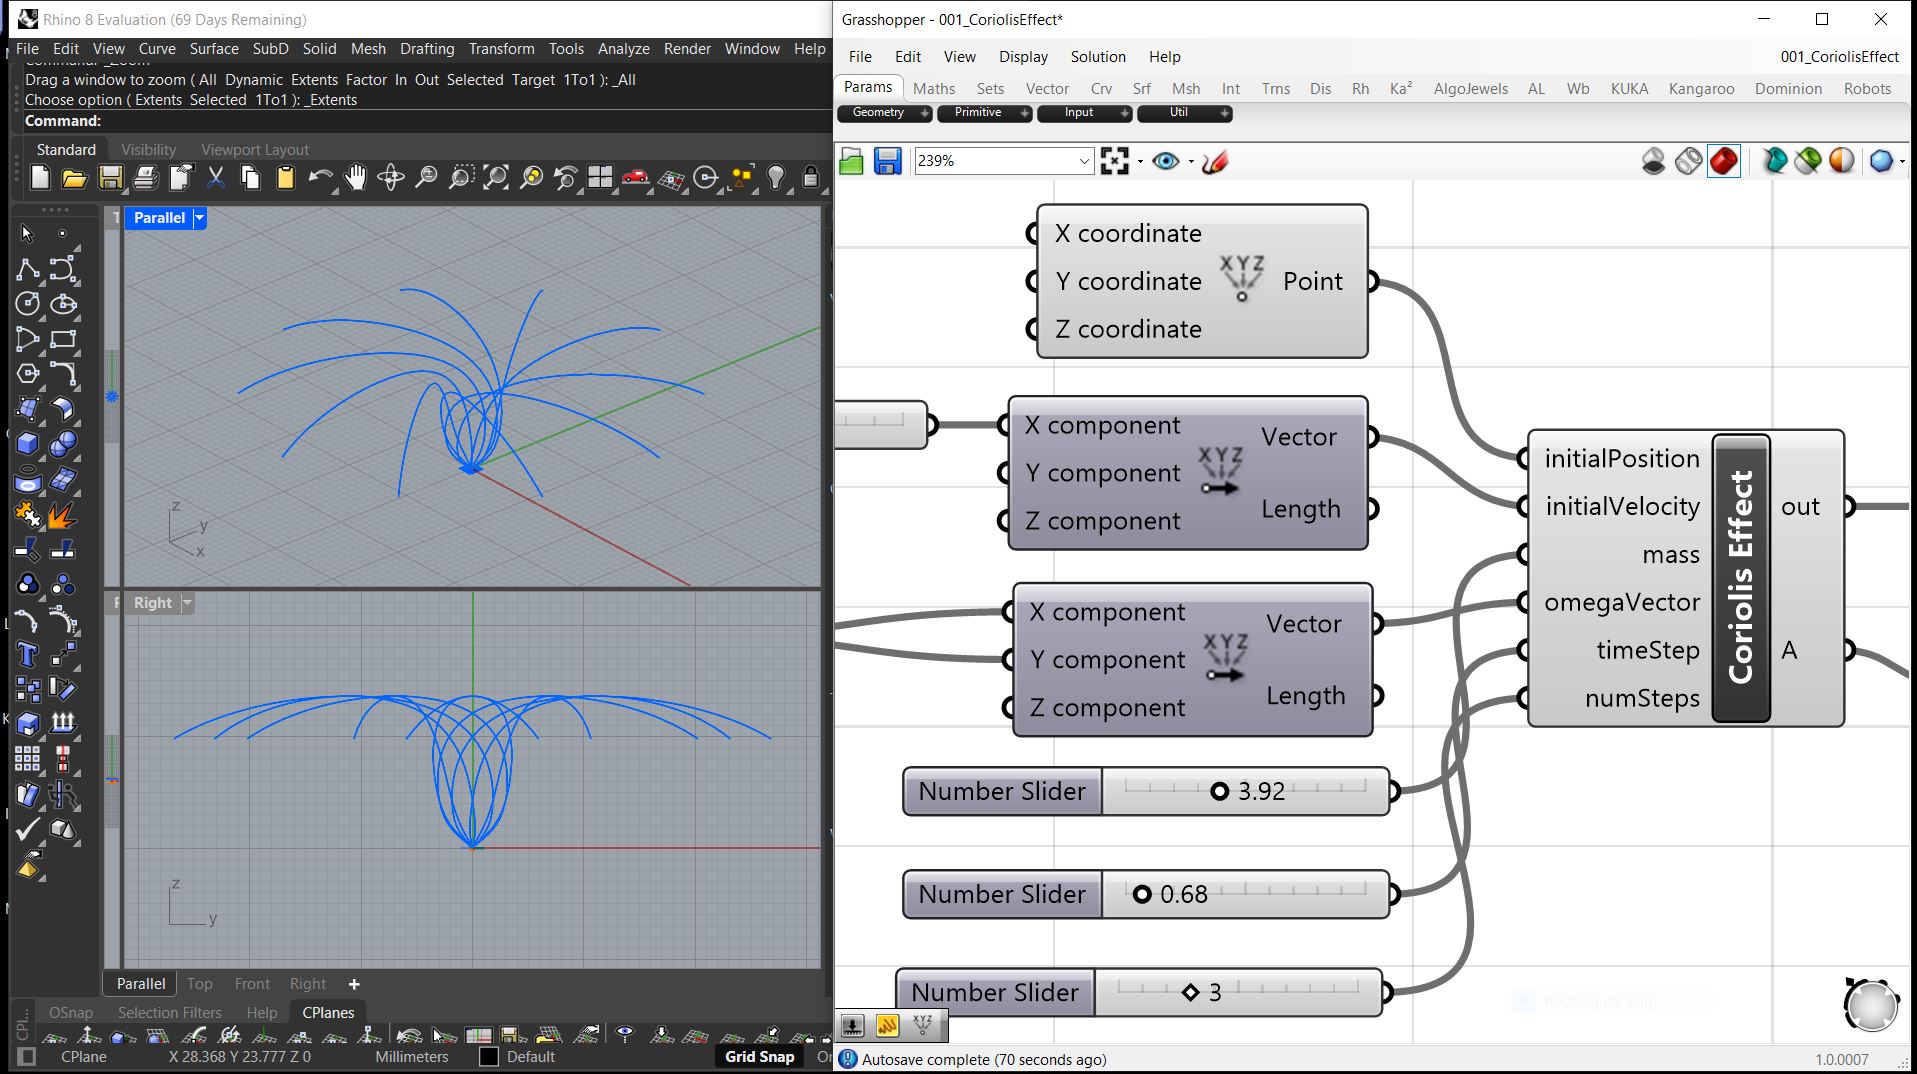 Rhino 8 Evaluation (69 Days Remaining)
File Edit View Curve Surface SubD Solid Mesh Drafting Transform Tools Analyze Render Window Help
Drag a window to zoom ( All Dynamic Extents Factor In Out Selected Target 1To1 ): _All
Choose option ( Extents Selected 1To1 ): _Extents
Command:
Standard Visibility Viewport Layout
Parallel
z
y
x
Right
z
y
Parallel Top Front Right +
OSnap Selection Filters Help CPlanes
CPlane X 28.368 Y 23.777 Z 0 Millimeters Default Grid Snap
Grasshopper - 001_CoriolisEffect*
File Edit View Display Solution Help 001_CoriolisEffect
Params Maths Sets Vector Crv Srf Msh Int Trns Dis Rh Ka² AlgoJewels AL Wb KUKA Kangaroo Dominion Robots
Geometry Primitive Input Util
239%
X coordinate
Y coordinate
Z coordinate
XYZ
Point
X component
Y component
Z component
XYZ
Vector
Length
X component
Y component
Z component
XYZ
Vector
Length
initialPosition
initialVelocity
mass
omegaVector
timeStep
numSteps
Coriolis Effect
out
A
Number Slider 3.92
Number Slider 0.68
Number Slider 3
Rectangular Snip
XYZ
Autosave complete (70 seconds ago) 1.0.0007